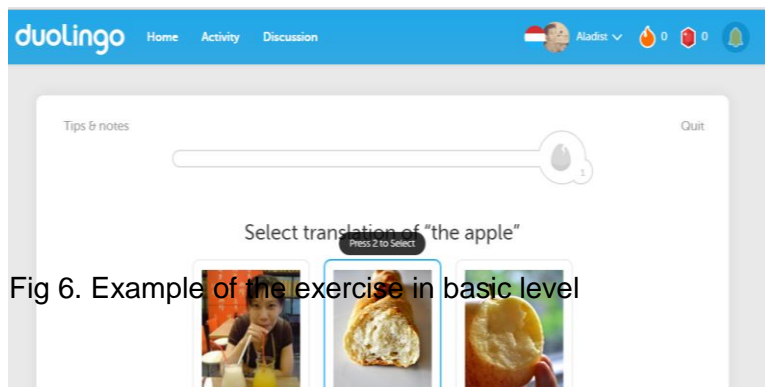 duolingo Home Activity Discussion Aladist 0 0
Tips & notes Quit
1
Select translation of "the apple"
Press 2 to Select
Fig 6. Example of the exercise in basic level